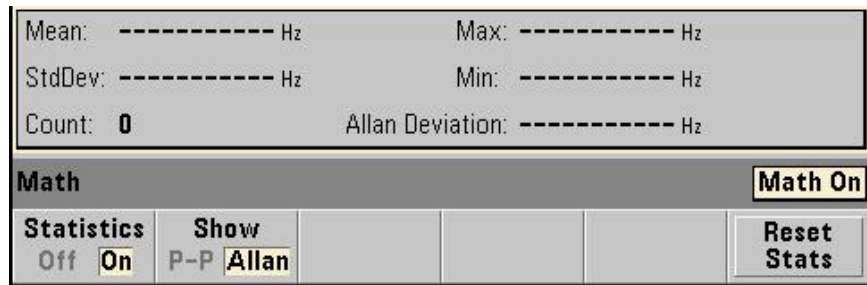 Mean: ----------- Hz Max: ----------- Hz
StdDev: ----------- Hz Min: ----------- Hz
Count: 0 Allan Deviation: ----------- Hz
Math Math On
Statistics Show Reset
Off On P-P Allan Stats